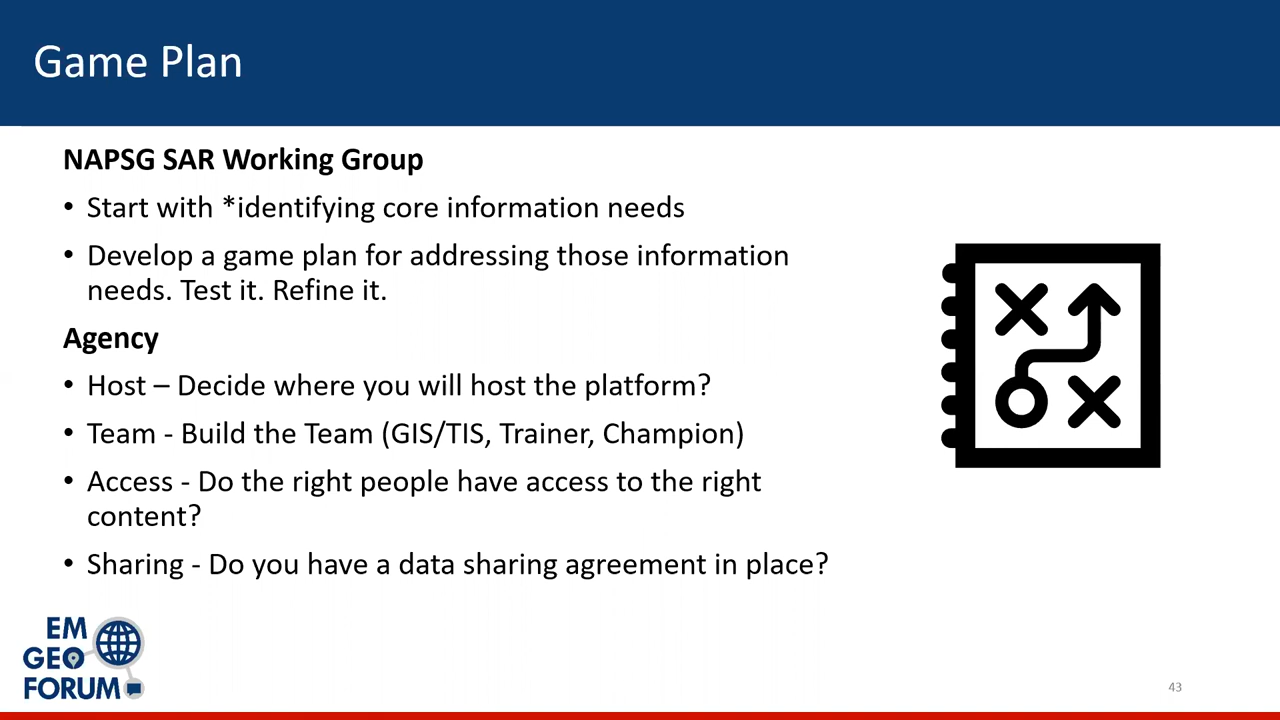 Game Plan
NAPSG SAR Working Group
• Start with *identifying core information needs
• Develop a game plan for addressing those information
needs. Test it. Refine it.
Agency
• Host – Decide where you will host the platform?
• Team - Build the Team (GIS/TIS, Trainer, Champion)
• Access - Do the right people have access to the right
content?
• Sharing - Do you have a data sharing agreement in place?
EM
GEO
FORUM
43